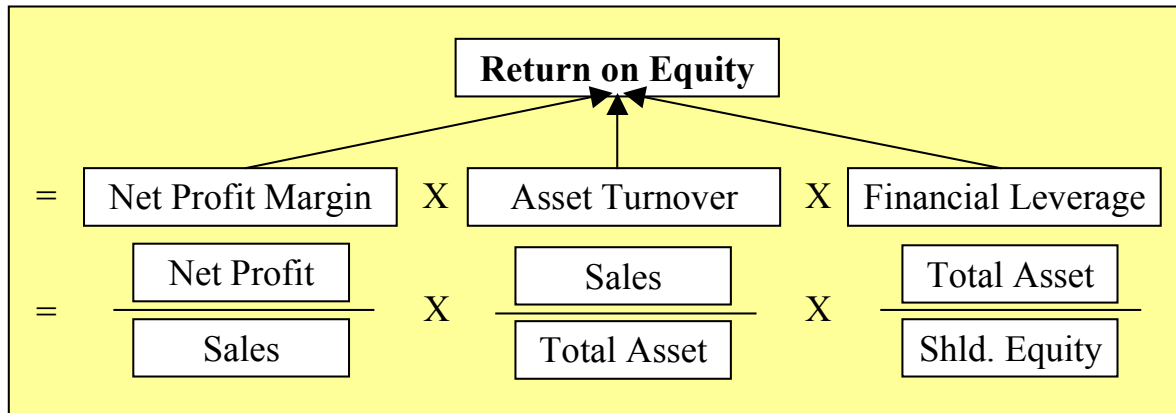 Return on Equity
= Net Profit Margin X Asset Turnover X Financial Leverage
Net Profit Sales Total Asset
= X X
Sales Total Asset Shld. Equity